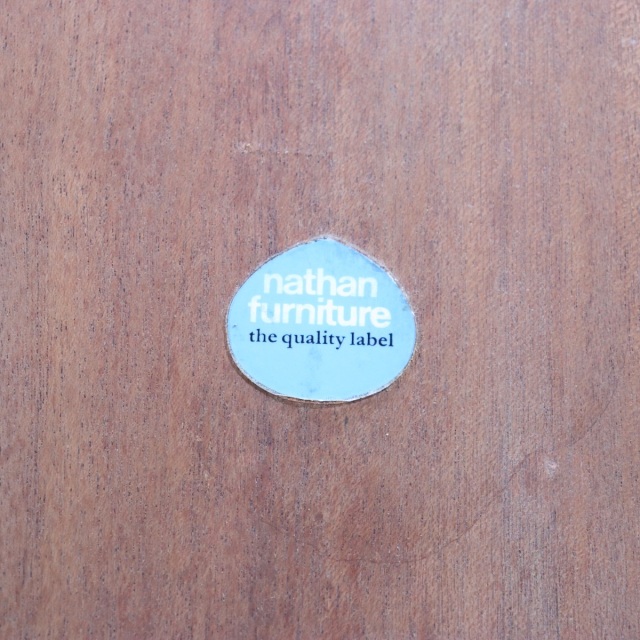 nathan
furniture
the quality label